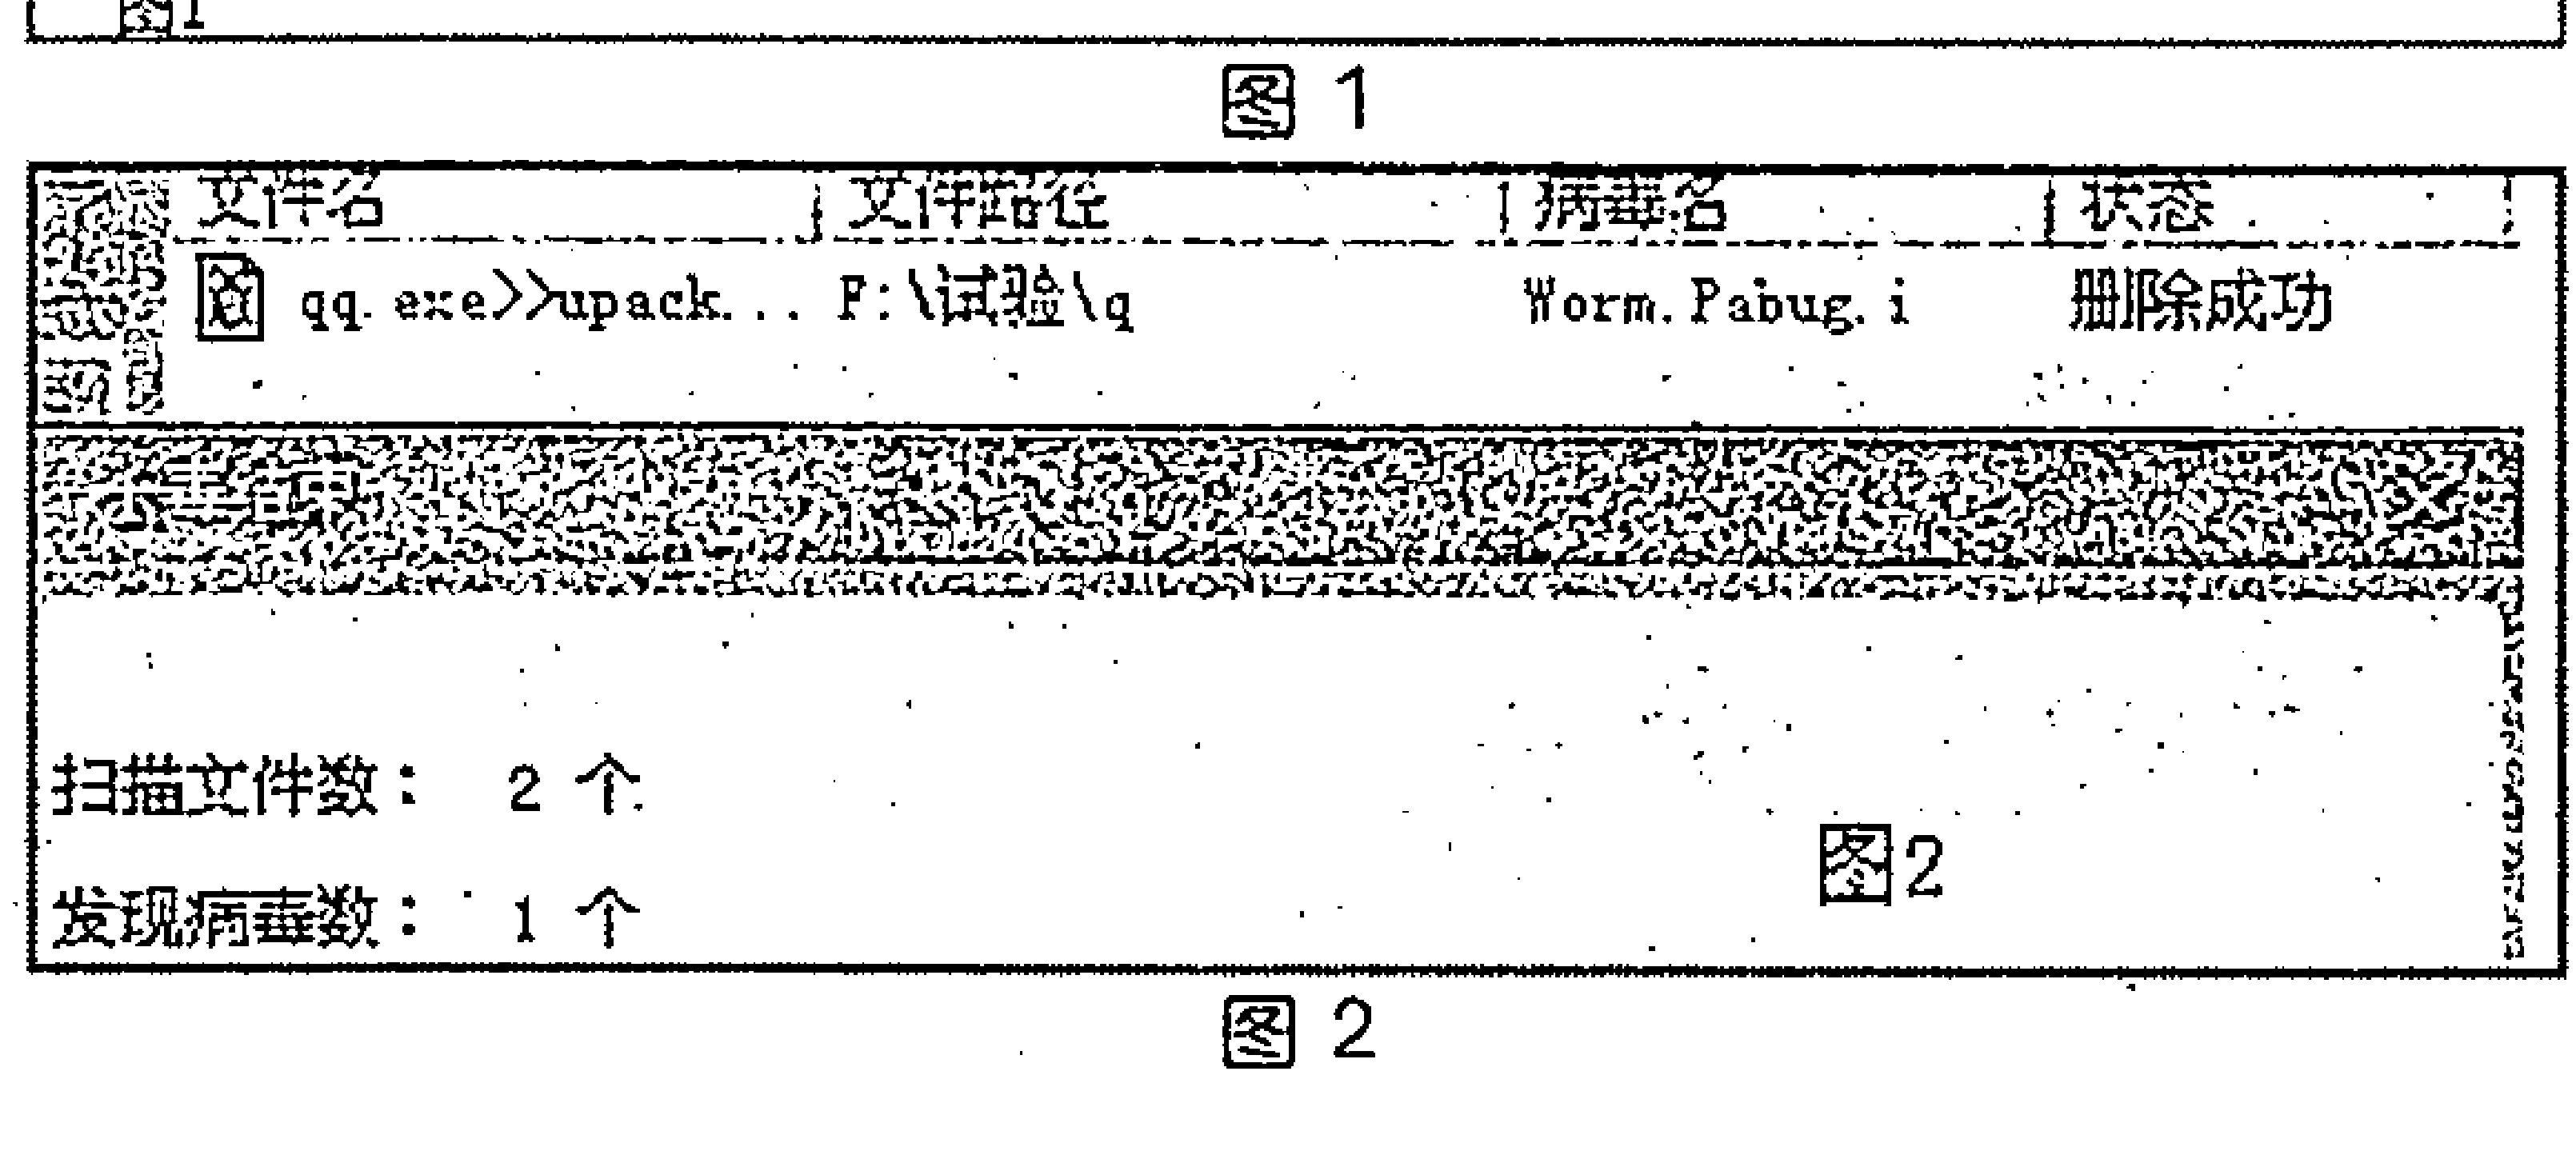 图1
图 1
文件名 文件路径 病毒名 状态
qq.exe>>upack... F:\试验\q Worm.Pabug.i 删除成功
扫描文件数： 2 个
图2
发现病毒数： 1 个
图 2